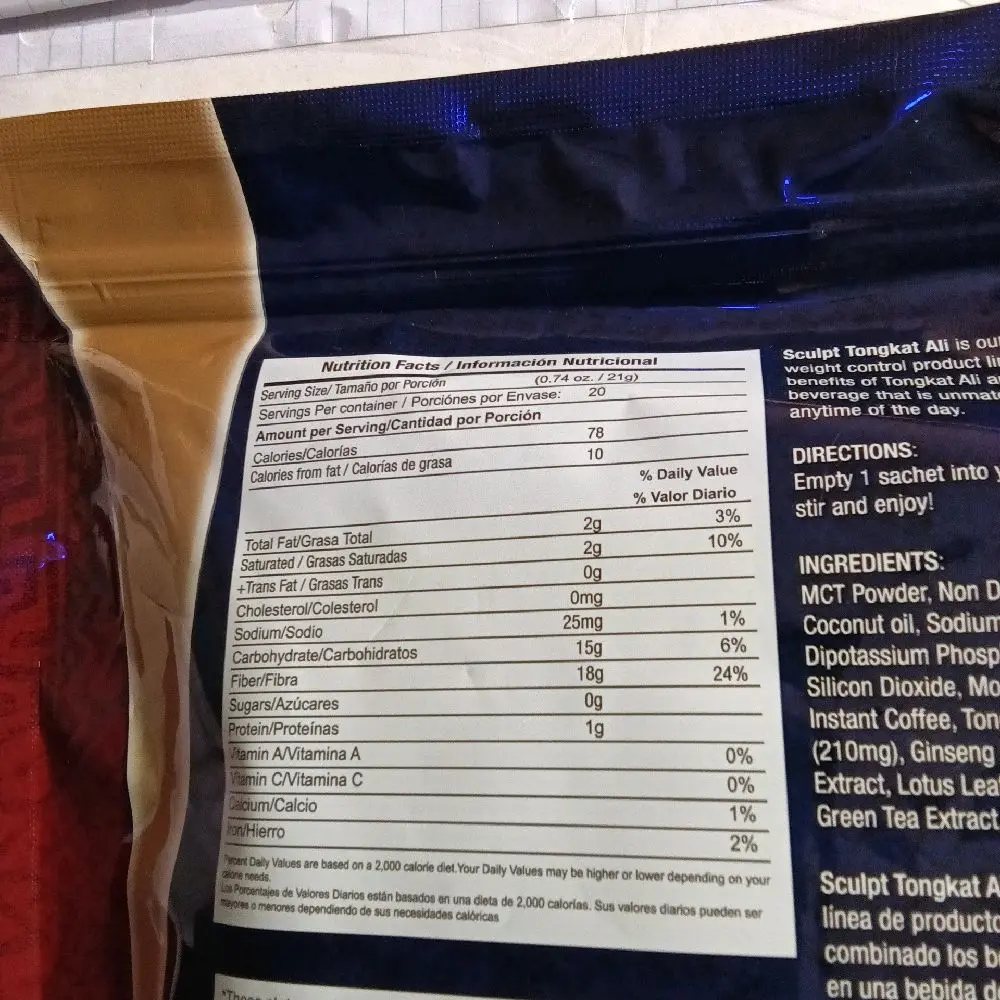 Nutrition Facts / Información Nutricional
Serving Size/ Tamaño por Porción (0.74 oz. / 21g)
Servings Per container / Porciónes por Envase: 20
Amount per Serving/Cantidad por Porción
Calories/Calorías 78
Calories from fat / Calorías de grasa 10
% Daily Value
% Valor Diario
Total Fat/Grasa Total 2g 3%
Saturated / Grasas Saturadas 2g 10%
+Trans Fat / Grasas Trans 0g
Cholesterol/Colesterol 0mg
Sodium/Sodio 25mg 1%
Carbohydrate/Carbohidratos 15g 6%
Fiber/Fibra 18g 24%
Sugars/Azúcares 0g
Protein/Proteínas 1g
Vitamin A/Vitamina A 0%
Vitamin C/Vitamina C 0%
Calcium/Calcio 1%
Iron/Hierro 2%
Percent Daily Values are based on a 2,000 calorie diet.Your Daily Values may be higher or lower depending on your
calorie needs.
Los Porcentajes de Valores Diarios están basados en una dieta de 2,000 calorías. Sus valores diarios pueden ser
mayores o menores dependiendo de sus necesidades calóricas
Sculpt Tongkat Ali is
weight control product
benefits of Tongkat Ali
beverage that is
anytime of the day.
DIRECTIONS:
Empty 1 sachet into
stir and enjoy!
INGREDIENTS:
MCT Powder, Non
Coconut oil, Sodium
Dipotassium
Silicon Dioxide,
Instant Coffee,
(210mg), Ginseng
Extract, Lotus
Green Tea Extract
Sculpt Tongkat
línea de
combinado los
en una bebida